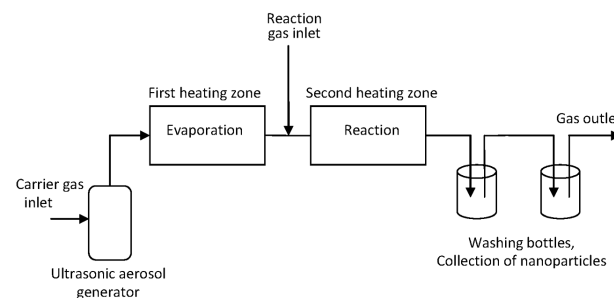 Reaction
gas inlet
First heating zone
Second heating zone
Evaporation
Reaction
Gas outlet
Carrier gas
inlet
Ultrasonic aerosol
generator
Washing bottles,
Collection of nanoparticles